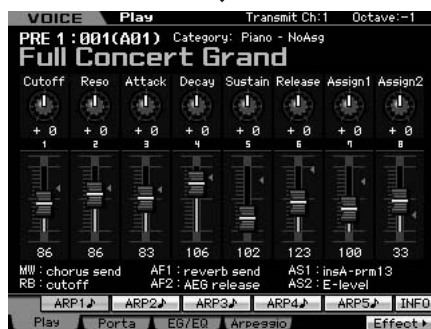 VOICE Play Transmit Ch:1 Octave:-1
PRE 1:001(A01) Category: Piano - NoAsg
Full Concert Grand
Cutoff Reso Attack Decay Sustain Release Assign1 Assign2
+ 0 + 0 + 0 + 0 + 0 + 0 + 0 + 0
1 2 3 4 5 6 7 8
86 86 83 106 102 123 100 33
MW:chorus send AF1:reverb send AS1:insA-prm13
RB:cutoff AF2:AEG release AS2:E-level
ARP1♪ ARP2♪ ARP3♪ ARP4♪ ARP5♪ INFO
Play Porta EG/EQ Arpeggio Effect